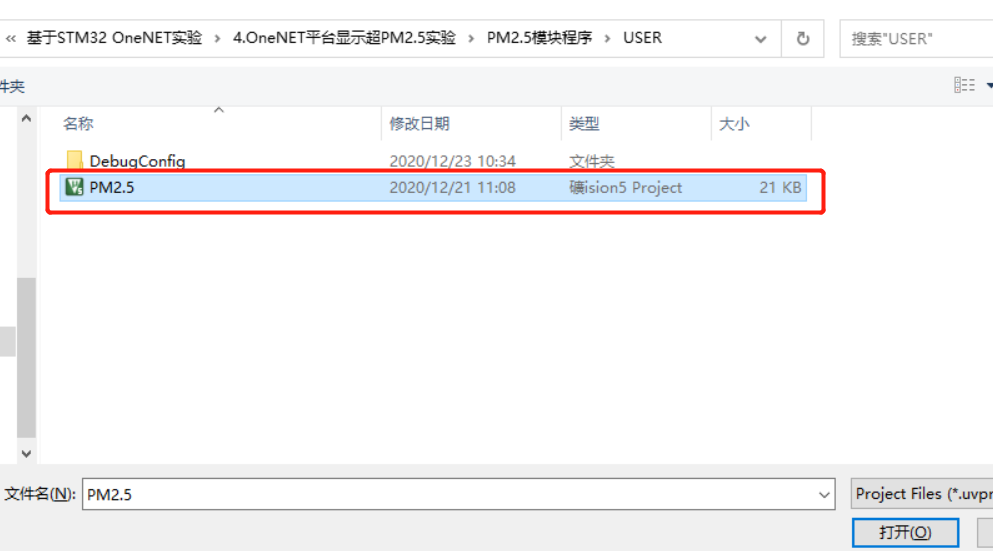 « 基于STM32 OneNET实验 › 4.OneNET平台显示超PM2.5实验 › PM2.5模块程序 › USER 搜索"USER"
件夹
名称 修改日期 类型 大小
DebugConfig 2020/12/23 10:34 文件夹
PM2.5 2020/12/21 11:08 礦ision5 Project 21 KB
文件名(N): PM2.5 Project Files (*.uvpr
打开(O)